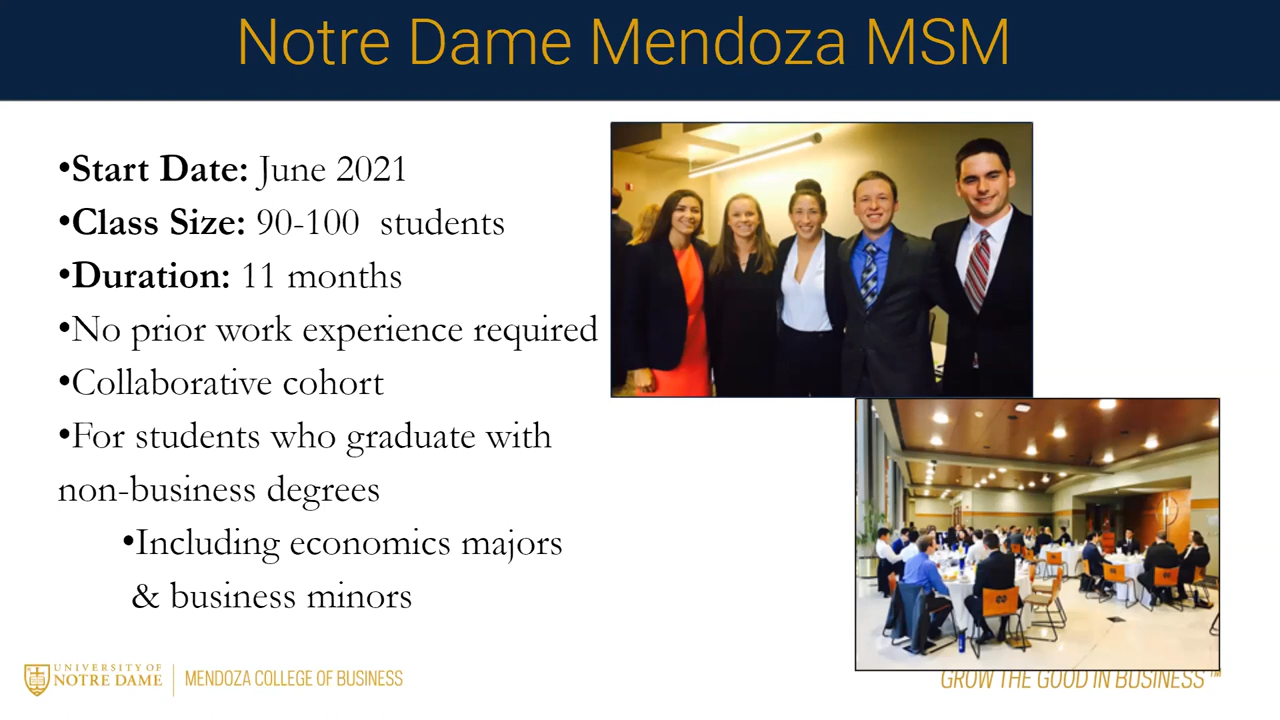 Notre Dame Mendoza MSM
•Start Date: June 2021
•Class Size: 90-100 students
•Duration: 11 months
•No prior work experience required
•Collaborative cohort
•For students who graduate with
non-business degrees
•Including economics majors
& business minors
UNIVERSITY OF
NOTRE DAME
MENDOZA COLLEGE OF BUSINESS
GROW THE GOOD IN BUSINESS™